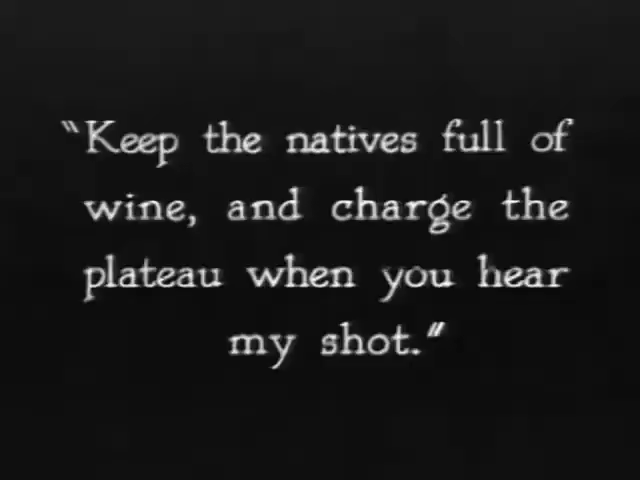 "Keep the natives full of
wine, and charge the
plateau when you hear
my shot."